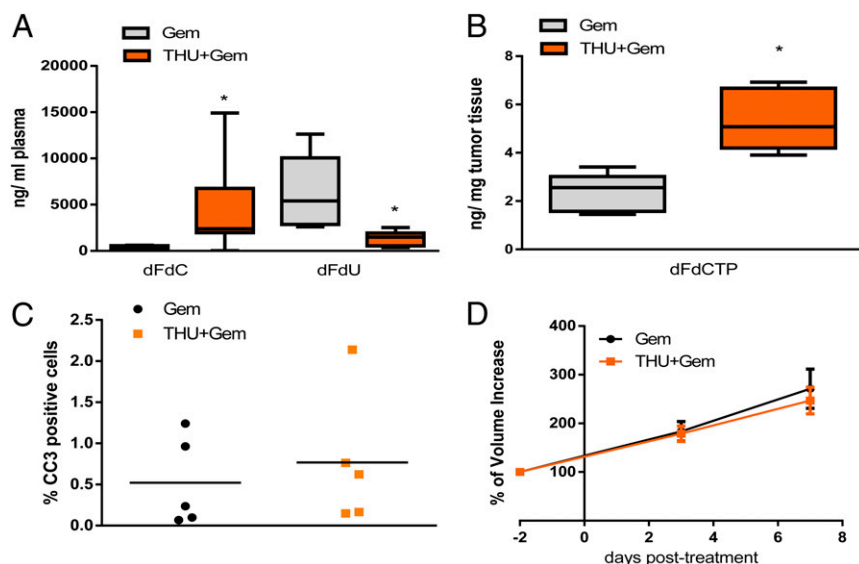 A
Gem
THU+Gem
ng/ ml plasma
20000
15000
10000
5000
0
*
*
dFdC
dFdU
B
Gem
THU+Gem
ng/ mg tumor tissue
8
6
4
2
0
*
dFdCTP
C
Gem
THU+Gem
% CC3 positive cells
2.5
2.0
1.5
1.0
0.5
0.0
D
Gem
THU+Gem
% of Volume Increase
400
300
200
100
-2
0
2
4
6
8
days post-treatment